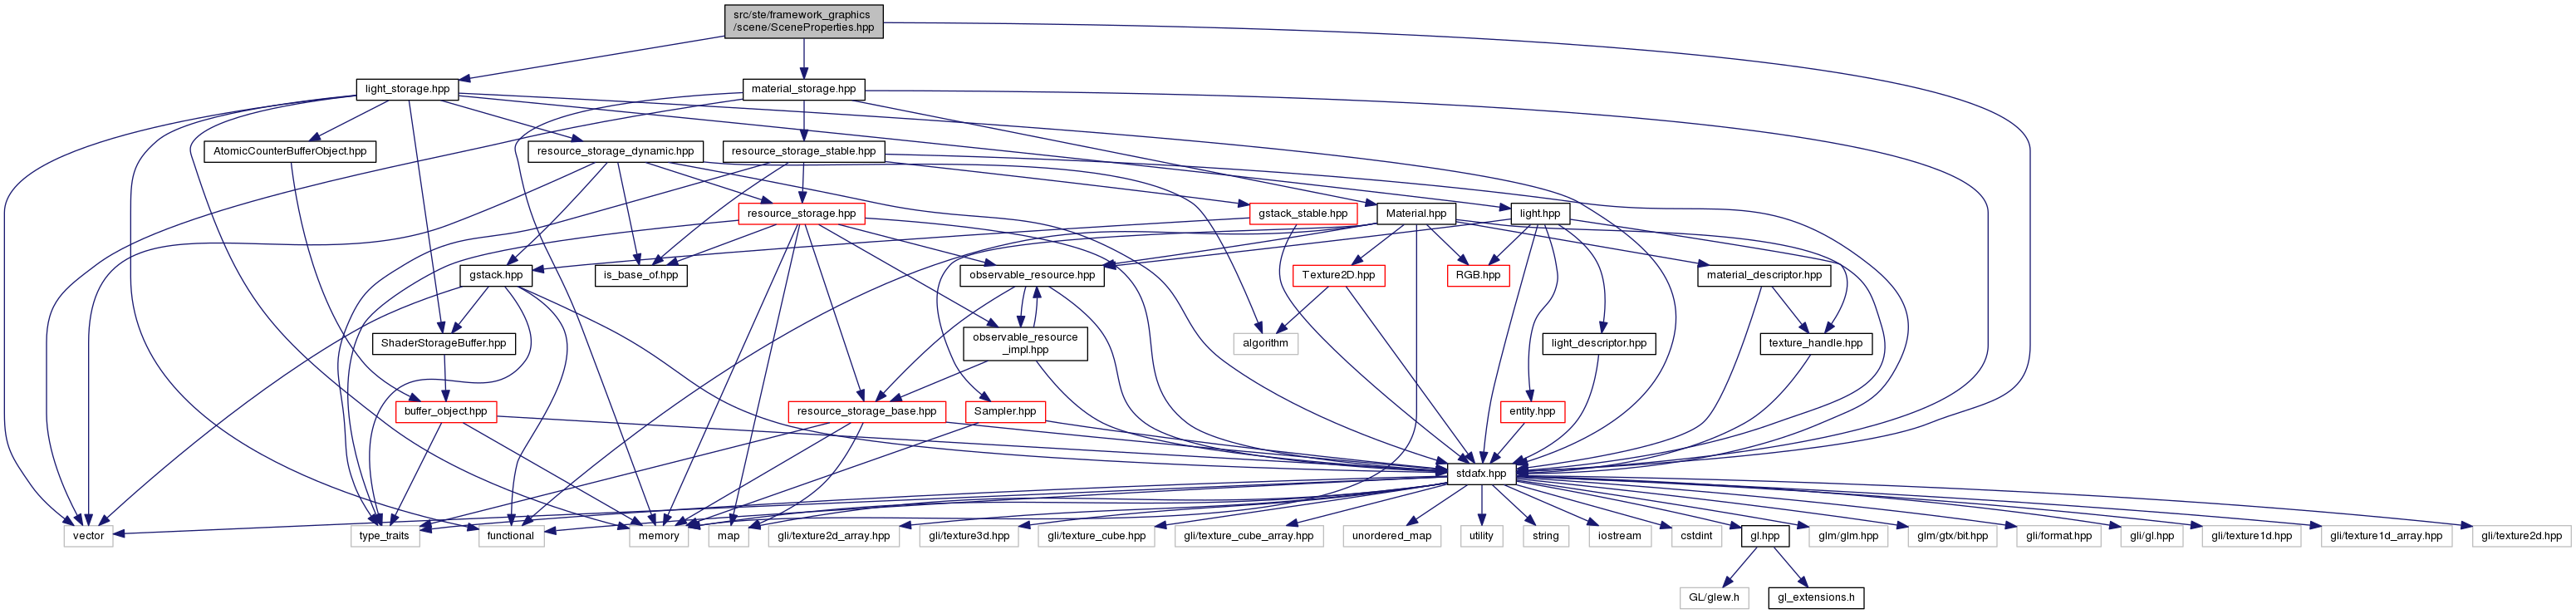 src/ste/framework_graphics
/scene/SceneProperties.hpp
light_storage.hpp
material_storage.hpp
AtomicCounterBufferObject.hpp
resource_storage_dynamic.hpp
resource_storage_stable.hpp
resource_storage.hpp
gstack_stable.hpp
Material.hpp
light.hpp
gstack.hpp
is_base_of.hpp
observable_resource.hpp
Texture2D.hpp
RGB.hpp
material_descriptor.hpp
ShaderStorageBuffer.hpp
observable_resource
_impl.hpp
algorithm
light_descriptor.hpp
texture_handle.hpp
buffer_object.hpp
resource_storage_base.hpp
Sampler.hpp
entity.hpp
stdafx.hpp
vector
type_traits
functional
memory
map
gli/texture2d_array.hpp
gli/texture3d.hpp
gli/texture_cube.hpp
gli/texture_cube_array.hpp
unordered_map
utility
string
iostream
cstdint
gl.hpp
glm/glm.hpp
glm/gtx/bit.hpp
gli/format.hpp
gli/gl.hpp
gli/texture1d.hpp
gli/texture1d_array.hpp
gli/texture2d.hpp
GL/glew.h
gl_extensions.h